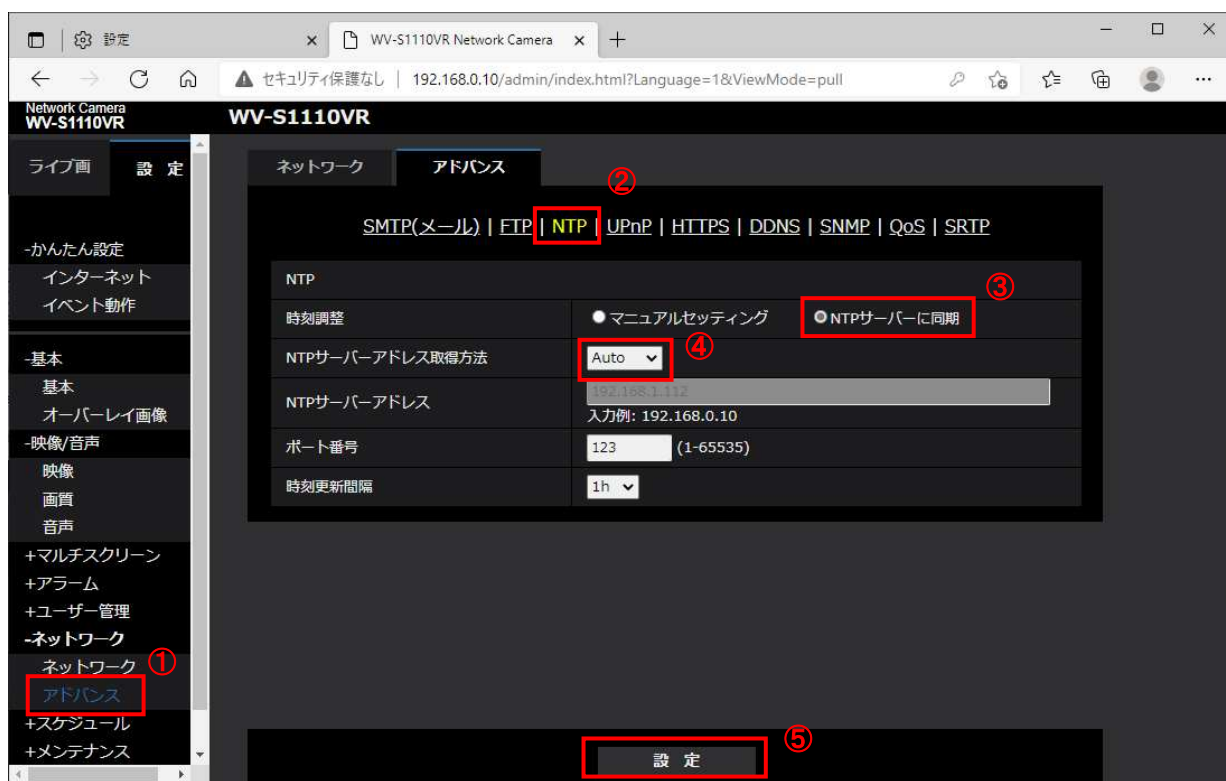 設定
WV-S1110VR Network Camera
セキュリティ保護なし | 192.168.0.10/admin/index.html?Language=1&ViewMode=pull
Network Camera
WV-S1110VR
WV-S1110VR
ライブ画
設 定
-かんたん設定
インターネット
イベント動作
-基本
基本
オーバーレイ画像
-映像/音声
映像
画質
音声
+マルチスクリーン
+アラーム
+ユーザー管理
-ネットワーク
ネットワーク
①
アドバンス
+スケジュール
+メンテナンス
ネットワーク
アドバンス
②
SMTP(メール) | FTP | NTP | UPnP | HTTPS | DDNS | SNMP | QoS | SRTP
NTP
③
時刻調整 マニュアルセッティング NTPサーバーに同期
NTPサーバーアドレス取得方法 Auto ④
NTPサーバーアドレス 192.168.1.112
入力例: 192.168.0.10
ポート番号 123 (1-65535)
時刻更新間隔 1h
⑤
設 定